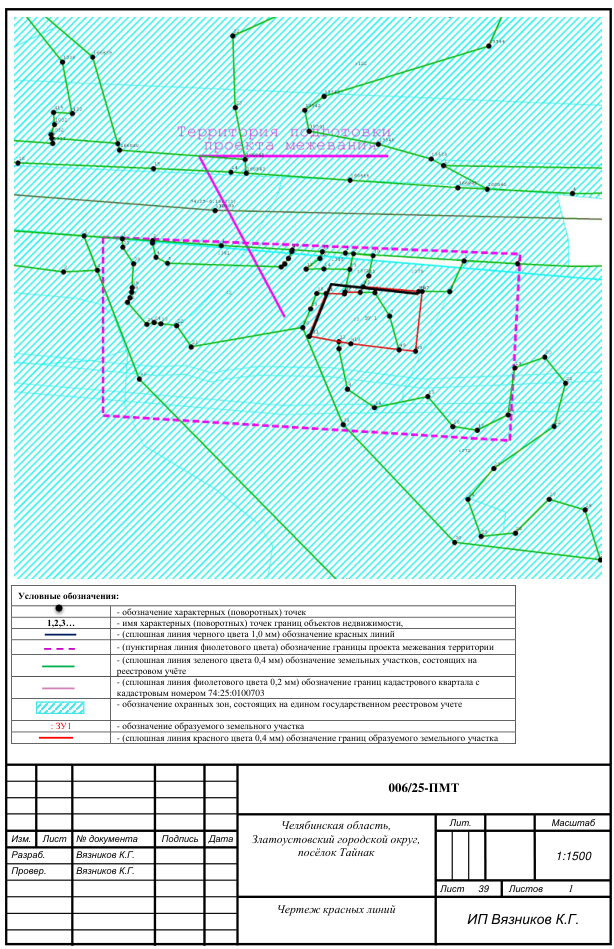 Территория подготовки
проекта межевания
Условные обозначения:
- обозначение характерных (поворотных) точек
1,2,3... - имя характерных (поворотных) точек границ объектов недвижимости,
- (сплошная линия черного цвета 1,0 мм) обозначение красных линий
- (пунктирная линия фиолетового цвета) обозначение границы проекта межевания территории
- (сплошная линия зеленого цвета 0,4 мм) обозначение земельных участков, состоящих на
реестровом учёте
- (сплошная линия фиолетового цвета 0,2 мм) обозначение границ кадастрового квартала с
кадастровым номером 74:25:0100703
- обозначение охранных зон, состоящих на едином государственном реестровом учете
: ЗУ1 - обозначение образуемого земельного участка
- (сплошная линия красного цвета 0,4 мм) обозначение границ образуемого земельного участка
006/25-ПМТ
Изм. Лист № документа Подпись Дата
Разраб. Вязников К.Г.
Провер. Вязников К.Г.
Челябинская область,
Златоустовский городской округ,
посёлок Тайнак
Лит. Масштаб
1:1500
Лист 39 Листов 1
Чертеж красных линий
ИП Вязников К.Г.